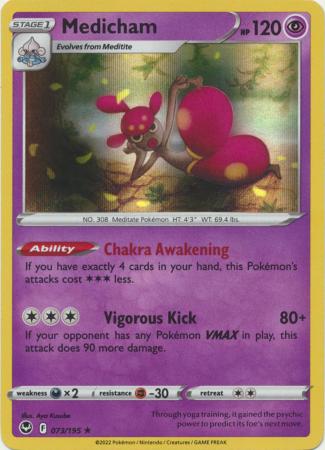 STAGE 1
Medicham
HP 120
Evolves from Meditite
NO. 308 Meditate Pokémon HT: 4'3" WT: 69.4 lbs.
Ability Chakra Awakening
If you have exactly 4 cards in your hand, this Pokémon's
attacks cost ✶✶✶ less.
Vigorous Kick 80+
If your opponent has any Pokémon VMAX in play, this
attack does 90 more damage.
weakness ×2 resistance -30 retreat
Illus. Aya Kusube
F 073/195 ★
Through yoga training, it gained the psychic
power to predict its foe's next move.
©2022 Pokémon / Nintendo / Creatures / GAME FREAK